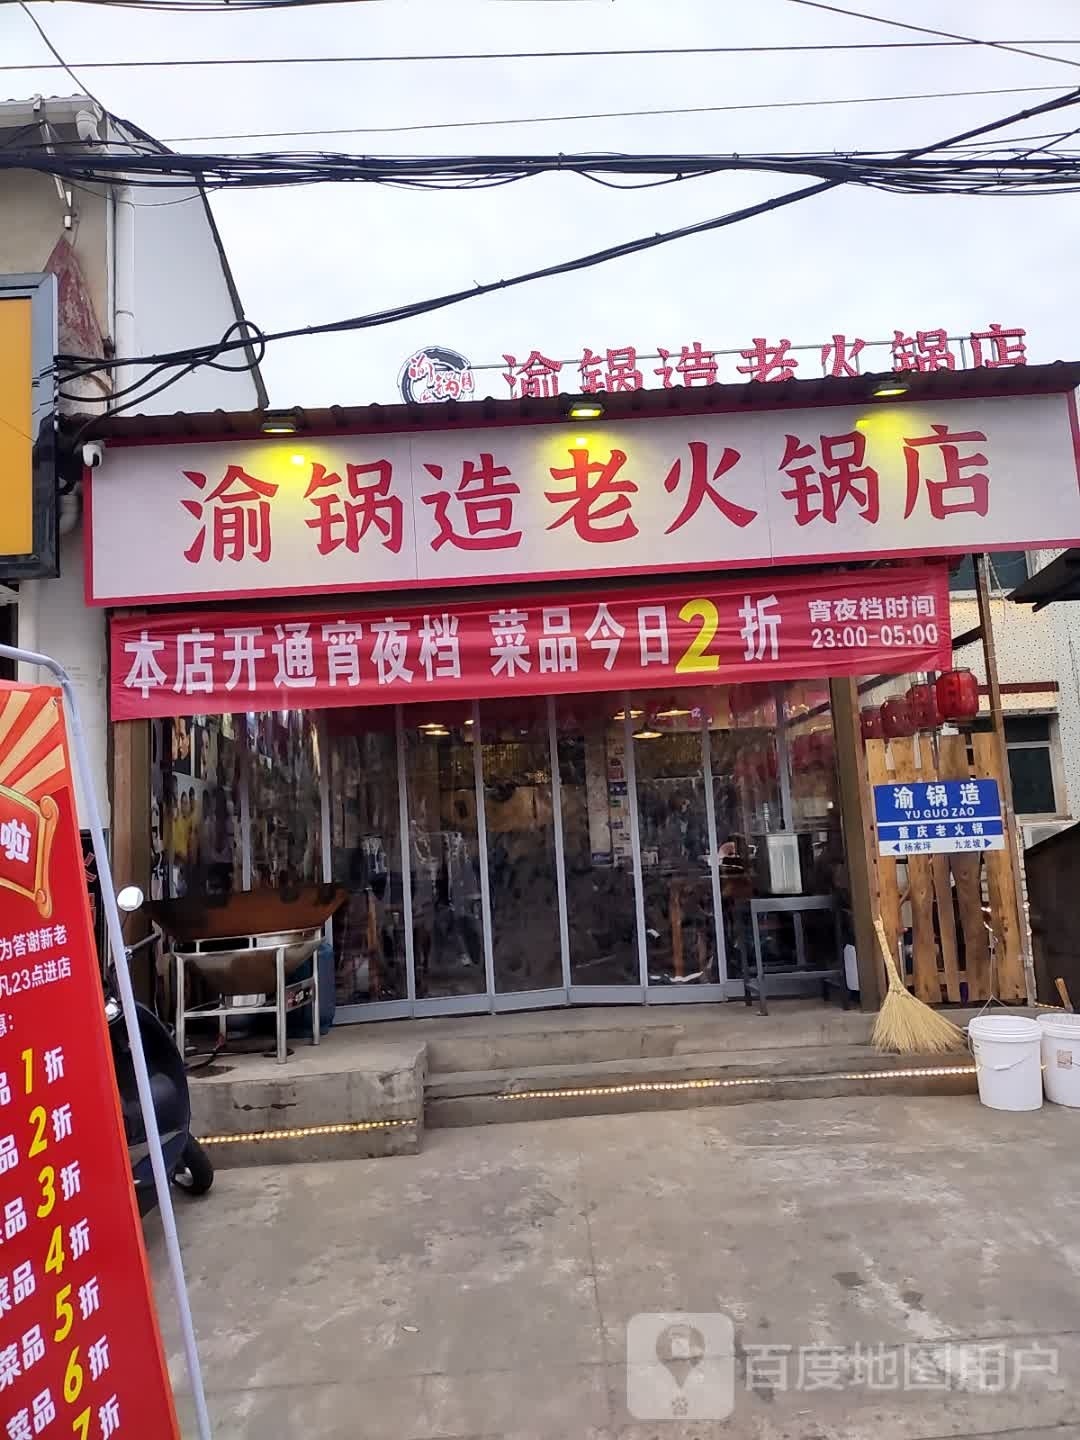 渝锅造老火锅店
渝锅造老火锅店
本店开通宵夜档 菜品今日2折
宵夜档时间
23:00-05:00
渝锅造
YU GUO ZAO
重庆老火锅
杨家坪 九龙坡
啦
为答谢新老
凡23点进店
惠:
品1折
品2折
菜品3折
菜品4折
菜品5折
菜品6折
7折
百度地图用户